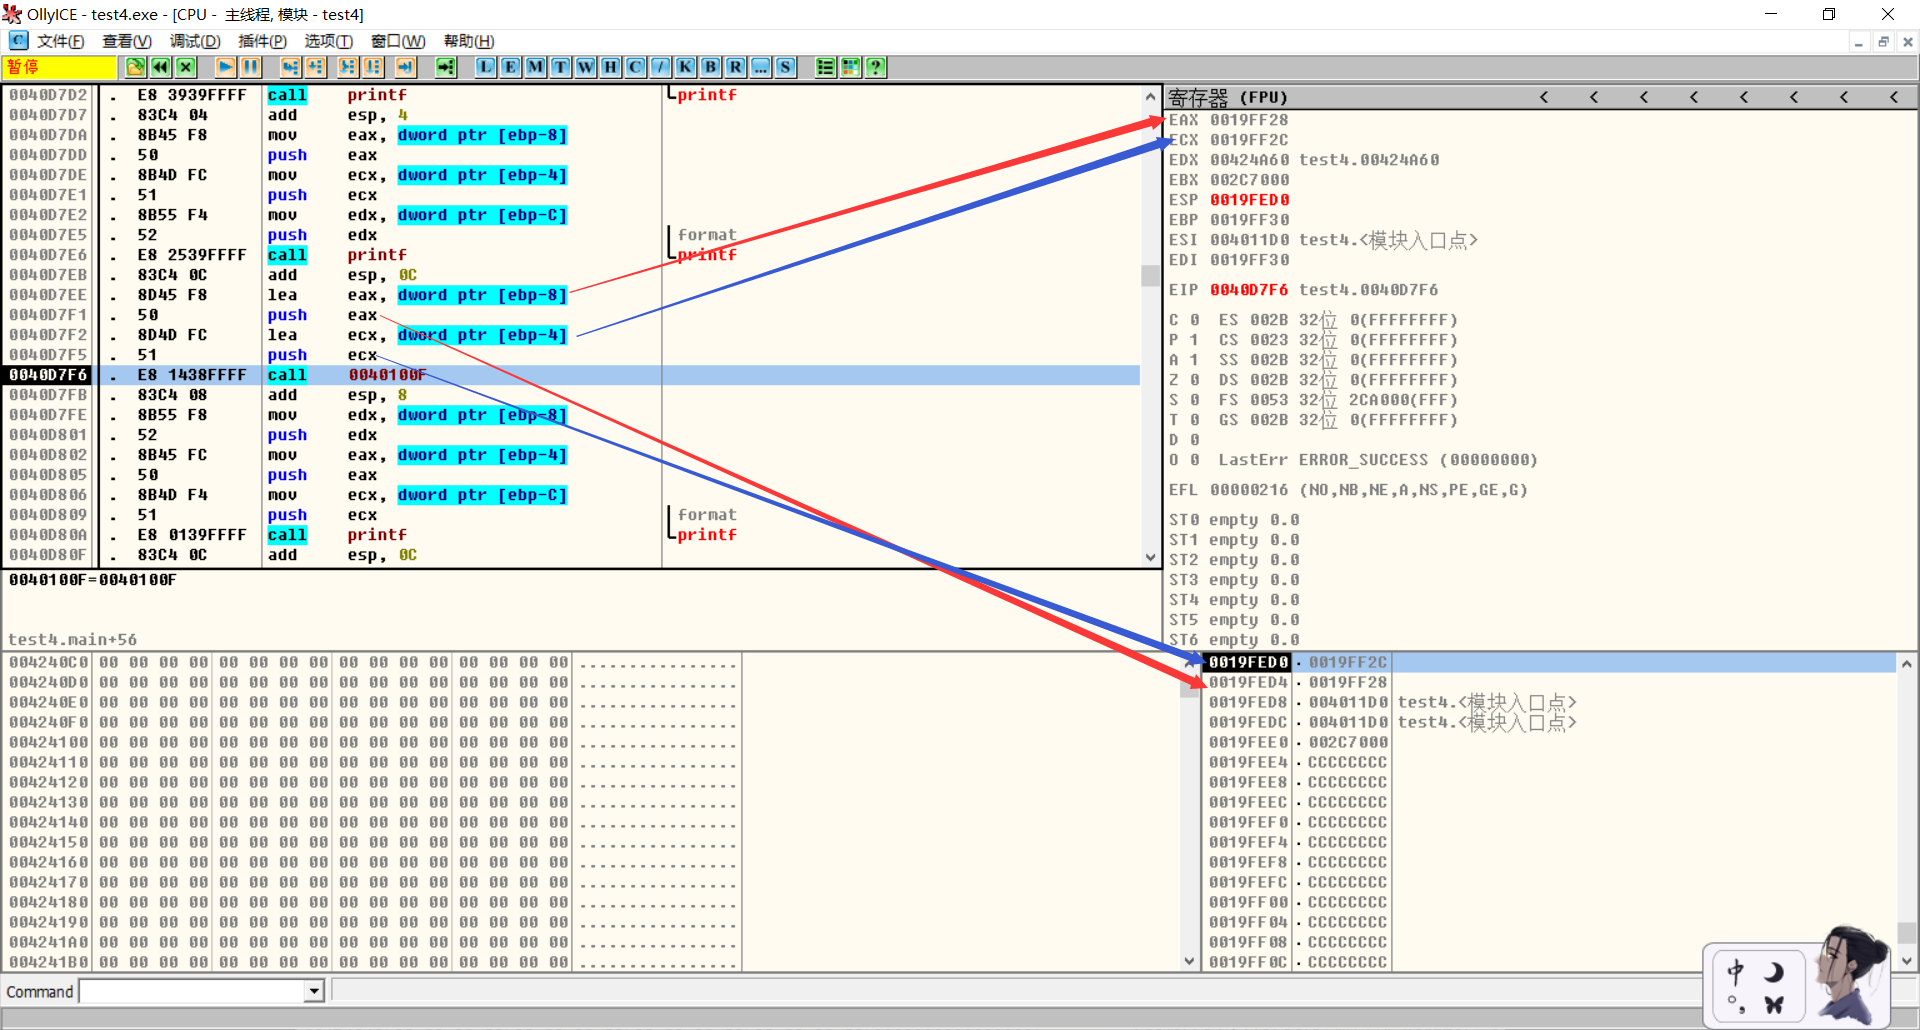 OllyICE - test4.exe - [CPU - 主线程, 模块 - test4]
C 文件(F) 查看(V) 调试(D) 插件(P) 选项(T) 窗口(W) 帮助(H)
暂停 L E M T W H C / K B R ... S ?
0040D7D2 . E8 3939FFFF call printf printf
0040D7D7 . 83C4 04 add esp, 4
0040D7DA . 8B45 F8 mov eax, dword ptr [ebp-8]
0040D7DD . 50 push eax
0040D7DE . 8B4D FC mov ecx, dword ptr [ebp-4]
0040D7E1 . 51 push ecx
0040D7E2 . 8B55 F4 mov edx, dword ptr [ebp-C]
0040D7E5 . 52 push edx format
0040D7E6 . E8 2539FFFF call printf printf
0040D7EB . 83C4 0C add esp, 0C
0040D7EE . 8D45 F8 lea eax, dword ptr [ebp-8]
0040D7F1 . 50 push eax
0040D7F2 . 8D4D FC lea ecx, dword ptr [ebp-4]
0040D7F5 . 51 push ecx
0040D7F6 . E8 1438FFFF call 0040100F
0040D7FB . 83C4 08 add esp, 8
0040D7FE . 8B55 F8 mov edx, dword ptr [ebp-8]
0040D801 . 52 push edx
0040D802 . 8B45 FC mov eax, dword ptr [ebp-4]
0040D805 . 50 push eax
0040D806 . 8B4D F4 mov ecx, dword ptr [ebp-C]
0040D809 . 51 push ecx format
0040D80A . E8 0139FFFF call printf printf
0040D80F . 83C4 0C add esp, 0C
0040100F=0040100F
test4.main+56
寄存器 (FPU) < < < < < < < <
EAX 0019FF28
ECX 0019FF2C
EDX 00424A60 test4.00424A60
EBX 002C7000
ESP 0019FED0
EBP 0019FF30
ESI 004011D0 test4.<模块入口点>
EDI 0019FF30
EIP 0040D7F6 test4.0040D7F6
C 0 ES 002B 32位 0(FFFFFFFF)
P 1 CS 0023 32位 0(FFFFFFFF)
A 1 SS 002B 32位 0(FFFFFFFF)
Z 0 DS 002B 32位 0(FFFFFFFF)
S 0 FS 0053 32位 2CA000(FFF)
T 0 GS 002B 32位 0(FFFFFFFF)
D 0
O 0 LastErr ERROR_SUCCESS (00000000)
EFL 00000216 (NO,NB,NE,A,NS,PE,GE,G)
ST0 empty 0.0
ST1 empty 0.0
ST2 empty 0.0
ST3 empty 0.0
ST4 empty 0.0
ST5 empty 0.0
ST6 empty 0.0
004240C0 00 00 00 00 00 00 00 00 00 00 00 00 00 00 00 00 ................
004240D0 00 00 00 00 00 00 00 00 00 00 00 00 00 00 00 00 ................
004240E0 00 00 00 00 00 00 00 00 00 00 00 00 00 00 00 00 ................
004240F0 00 00 00 00 00 00 00 00 00 00 00 00 00 00 00 00 ................
00424100 00 00 00 00 00 00 00 00 00 00 00 00 00 00 00 00 ................
00424110 00 00 00 00 00 00 00 00 00 00 00 00 00 00 00 00 ................
00424120 00 00 00 00 00 00 00 00 00 00 00 00 00 00 00 00 ................
00424130 00 00 00 00 00 00 00 00 00 00 00 00 00 00 00 00 ................
00424140 00 00 00 00 00 00 00 00 00 00 00 00 00 00 00 00 ................
00424150 00 00 00 00 00 00 00 00 00 00 00 00 00 00 00 00 ................
00424160 00 00 00 00 00 00 00 00 00 00 00 00 00 00 00 00 ................
00424170 00 00 00 00 00 00 00 00 00 00 00 00 00 00 00 00 ................
00424180 00 00 00 00 00 00 00 00 00 00 00 00 00 00 00 00 ................
00424190 00 00 00 00 00 00 00 00 00 00 00 00 00 00 00 00 ................
004241A0 00 00 00 00 00 00 00 00 00 00 00 00 00 00 00 00 ................
004241B0 00 00 00 00 00 00 00 00 00 00 00 00 00 00 00 00 ................
0019FED0 . 0019FF2C
0019FED4 . 0019FF28
0019FED8 . 004011D0 test4.<模块入口点>
0019FEDC . 004011D0 test4.<模块入口点>
0019FEE0 . 002C7000
0019FEE4 . CCCCCCCC
0019FEE8 . CCCCCCCC
0019FEEC . CCCCCCCC
0019FEF0 . CCCCCCCC
0019FEF4 . CCCCCCCC
0019FEF8 . CCCCCCCC
0019FEFC . CCCCCCCC
0019FF00 . CCCCCCCC
0019FF04 . CCCCCCCC
0019FF08 . CCCCCCCC
0019FF0C . CCCCCCCC
Command
中
°,